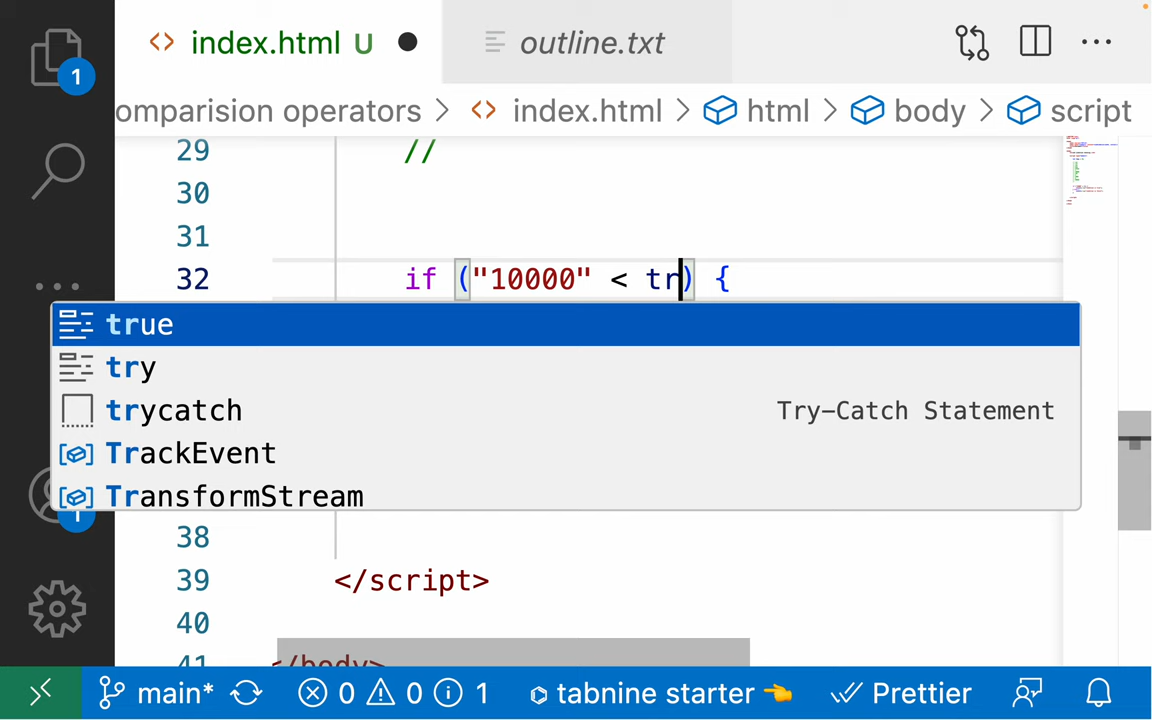 index.html U
outline.txt
1
omparision operators > index.html > html > body > script
29 //
30
31
32 if ("10000" < tr) {
true
try
trycatch Try-Catch Statement
TrackEvent
TransformStream
1
38
39 </script>
40
41 </body>
main* 0 0 1 tabnine starter Prettier